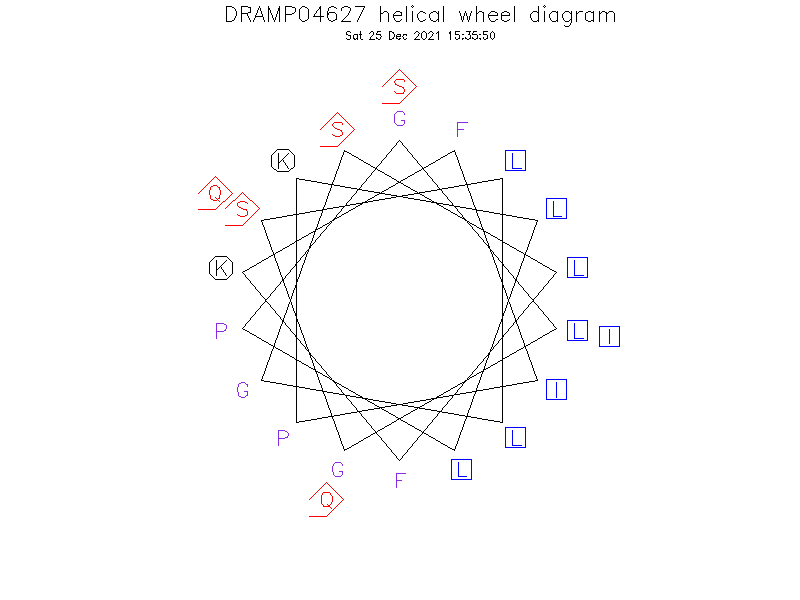 DRAMP04627 helical wheel diagram
Sat 25 Dec 2021 15:35:50
S
G
S F
K L
Q S L
K L
P L I
G I
P L
G L
F
Q